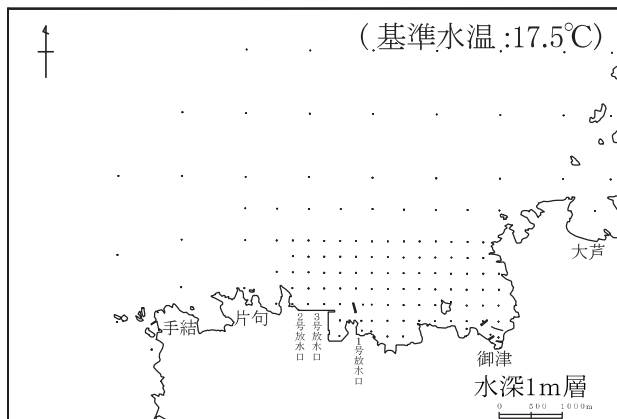 (基準水温:17.5℃)
大芦
手結
片句
2号放水口
3号放水口
1号放水口
御津
水深1m層
0 500 1000m